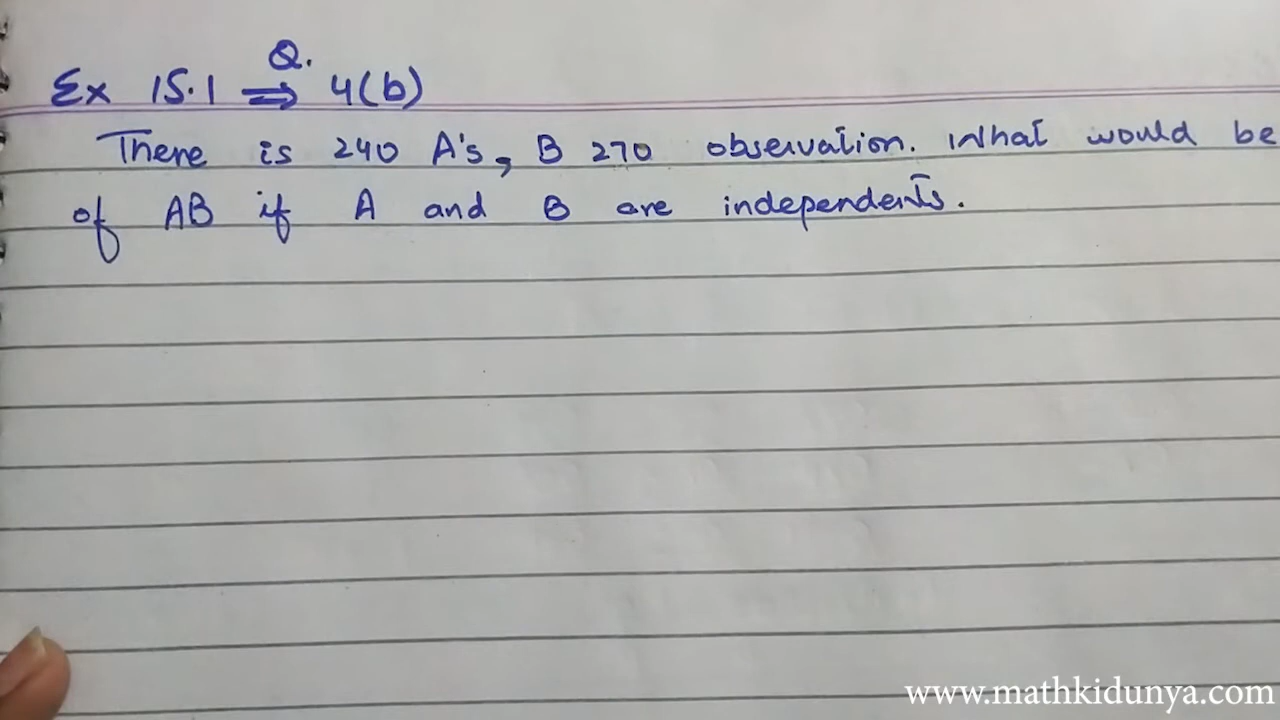 Q.
Ex 15.1 ⇒ 4(b)
There is 240 A's, B 270 observation. What would be
of AB if A and B are independents.
www.mathkidunya.com